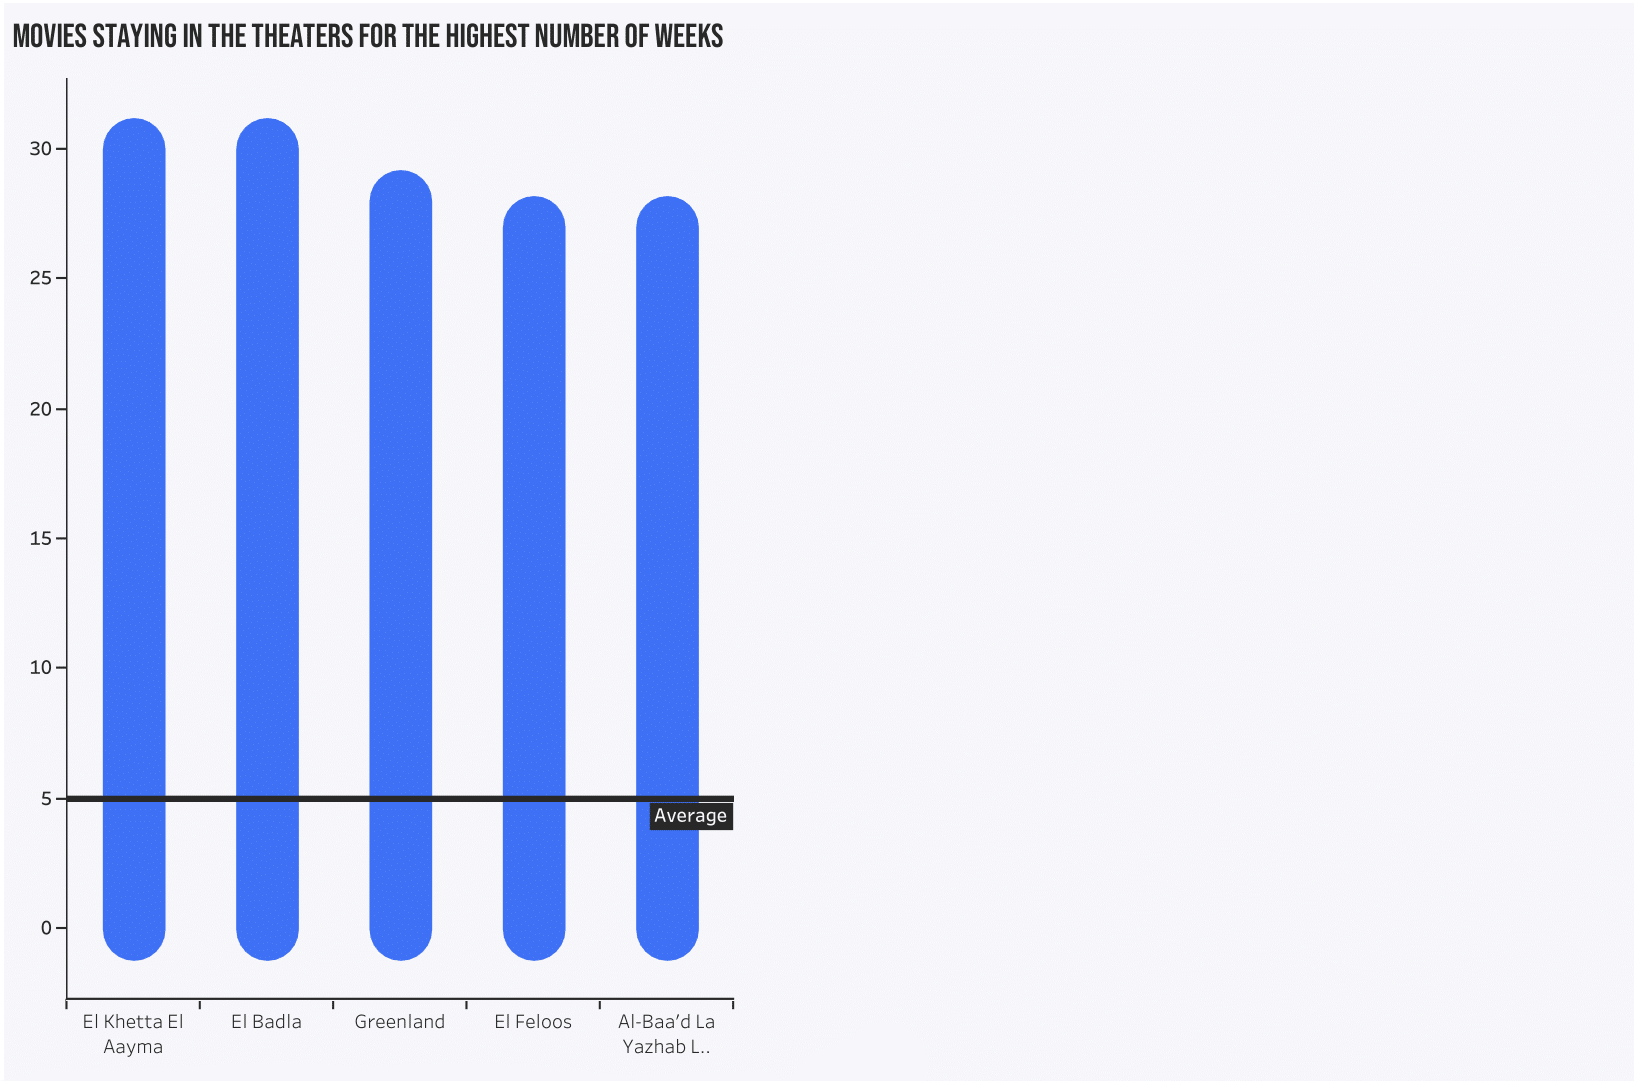 MOVIES STAYING IN THE THEATERS FOR THE HIGHEST NUMBER OF WEEKS
30
25
20
15
10
5
Average
0
El Khetta El
Aayma
El Badla
Greenland
El Feloos
Al-Baa'd La
Yazhab L..